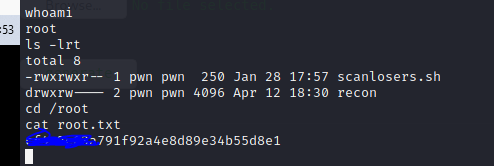 whoami
:53
root
ls -lrt
total 8
-rwxrwxr-- 1 pwn pwn  250 Jan 28 17:57 scanlosers.sh
drwxrw---- 2 pwn pwn 4096 Apr 12 18:30 recon
cd /root
cat root.txt
791f92a4e8d89e34b55d8e1